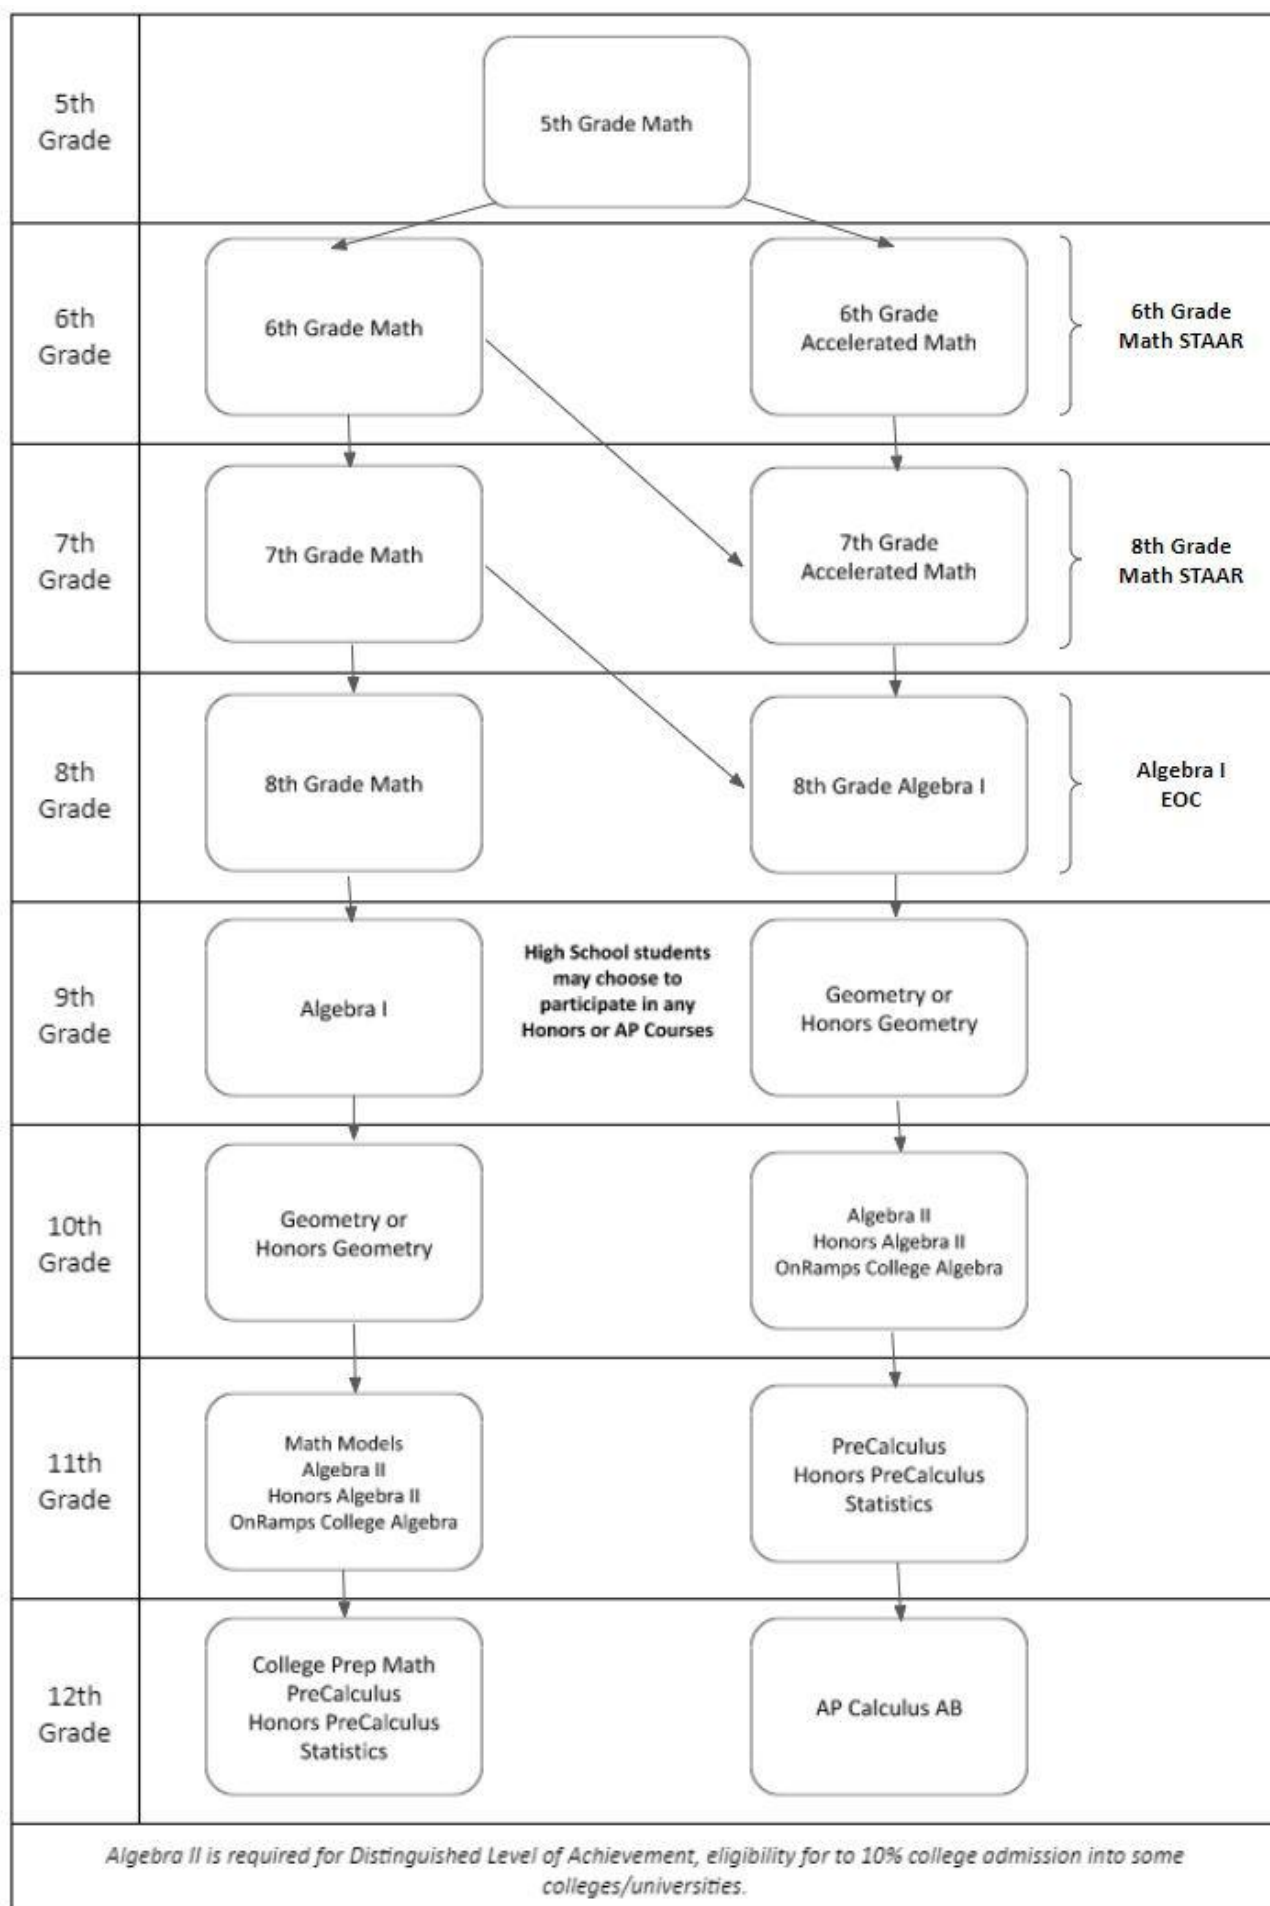 5th
Grade
5th Grade Math
6th
Grade
6th Grade Math
6th Grade
Accelerated Math
6th Grade
Math STAAR
7th
Grade
7th Grade Math
7th Grade
Accelerated Math
8th Grade
Math STAAR
8th
Grade
8th Grade Math
8th Grade Algebra I
Algebra I
EOC
9th
Grade
Algebra I
High School students
may choose to
participate in any
Honors or AP Courses
Geometry or
Honors Geometry
10th
Grade
Geometry or
Honors Geometry
Algebra II
Honors Algebra II
OnRamps College Algebra
11th
Grade
Math Models
Algebra II
Honors Algebra II
OnRamps College Algebra
PreCalculus
Honors PreCalculus
Statistics
12th
Grade
College Prep Math
PreCalculus
Honors PreCalculus
Statistics
AP Calculus AB
Algebra II is required for Distinguished Level of Achievement, eligibility for to 10% college admission into some
colleges/universities.